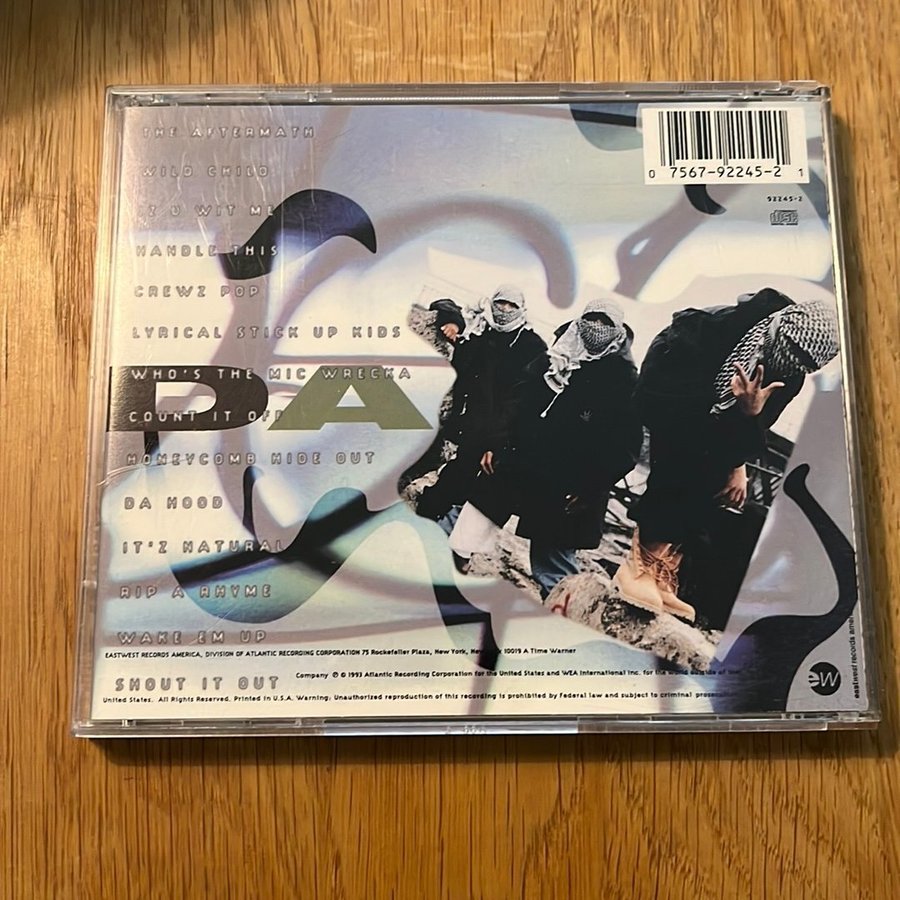 THE AFTERMATH
WILD CHILD
IZ U WIT ME
HANDLE THIS
CREWZ POP
LYRICAL STICK UP KIDS
WHO'S THE MIC WRECKA
COUNT IT OFF
HONEYCOMB HIDE OUT
DA HOOD
IT'Z NATURAL
RIP A RHYME
WAKE EM UP
SHOUT IT OUT
PA
0 7567-92245-2 1
92245-2
DISC
EASTWEST RECORDS AMERICA, DIVISION OF ATLANTIC RECORDING CORPORATION 75 Rockefeller Plaza, New York, New York 10019 A Time Warner
Company ℗ © 1993 Atlantic Recording Corporation for the United States and WEA International Inc. for the world outside of the
United States. All Rights Reserved. Printed in U.S.A. Warning: Unauthorized reproduction of this recording is prohibited by Federal law and subject to criminal
eastwest records